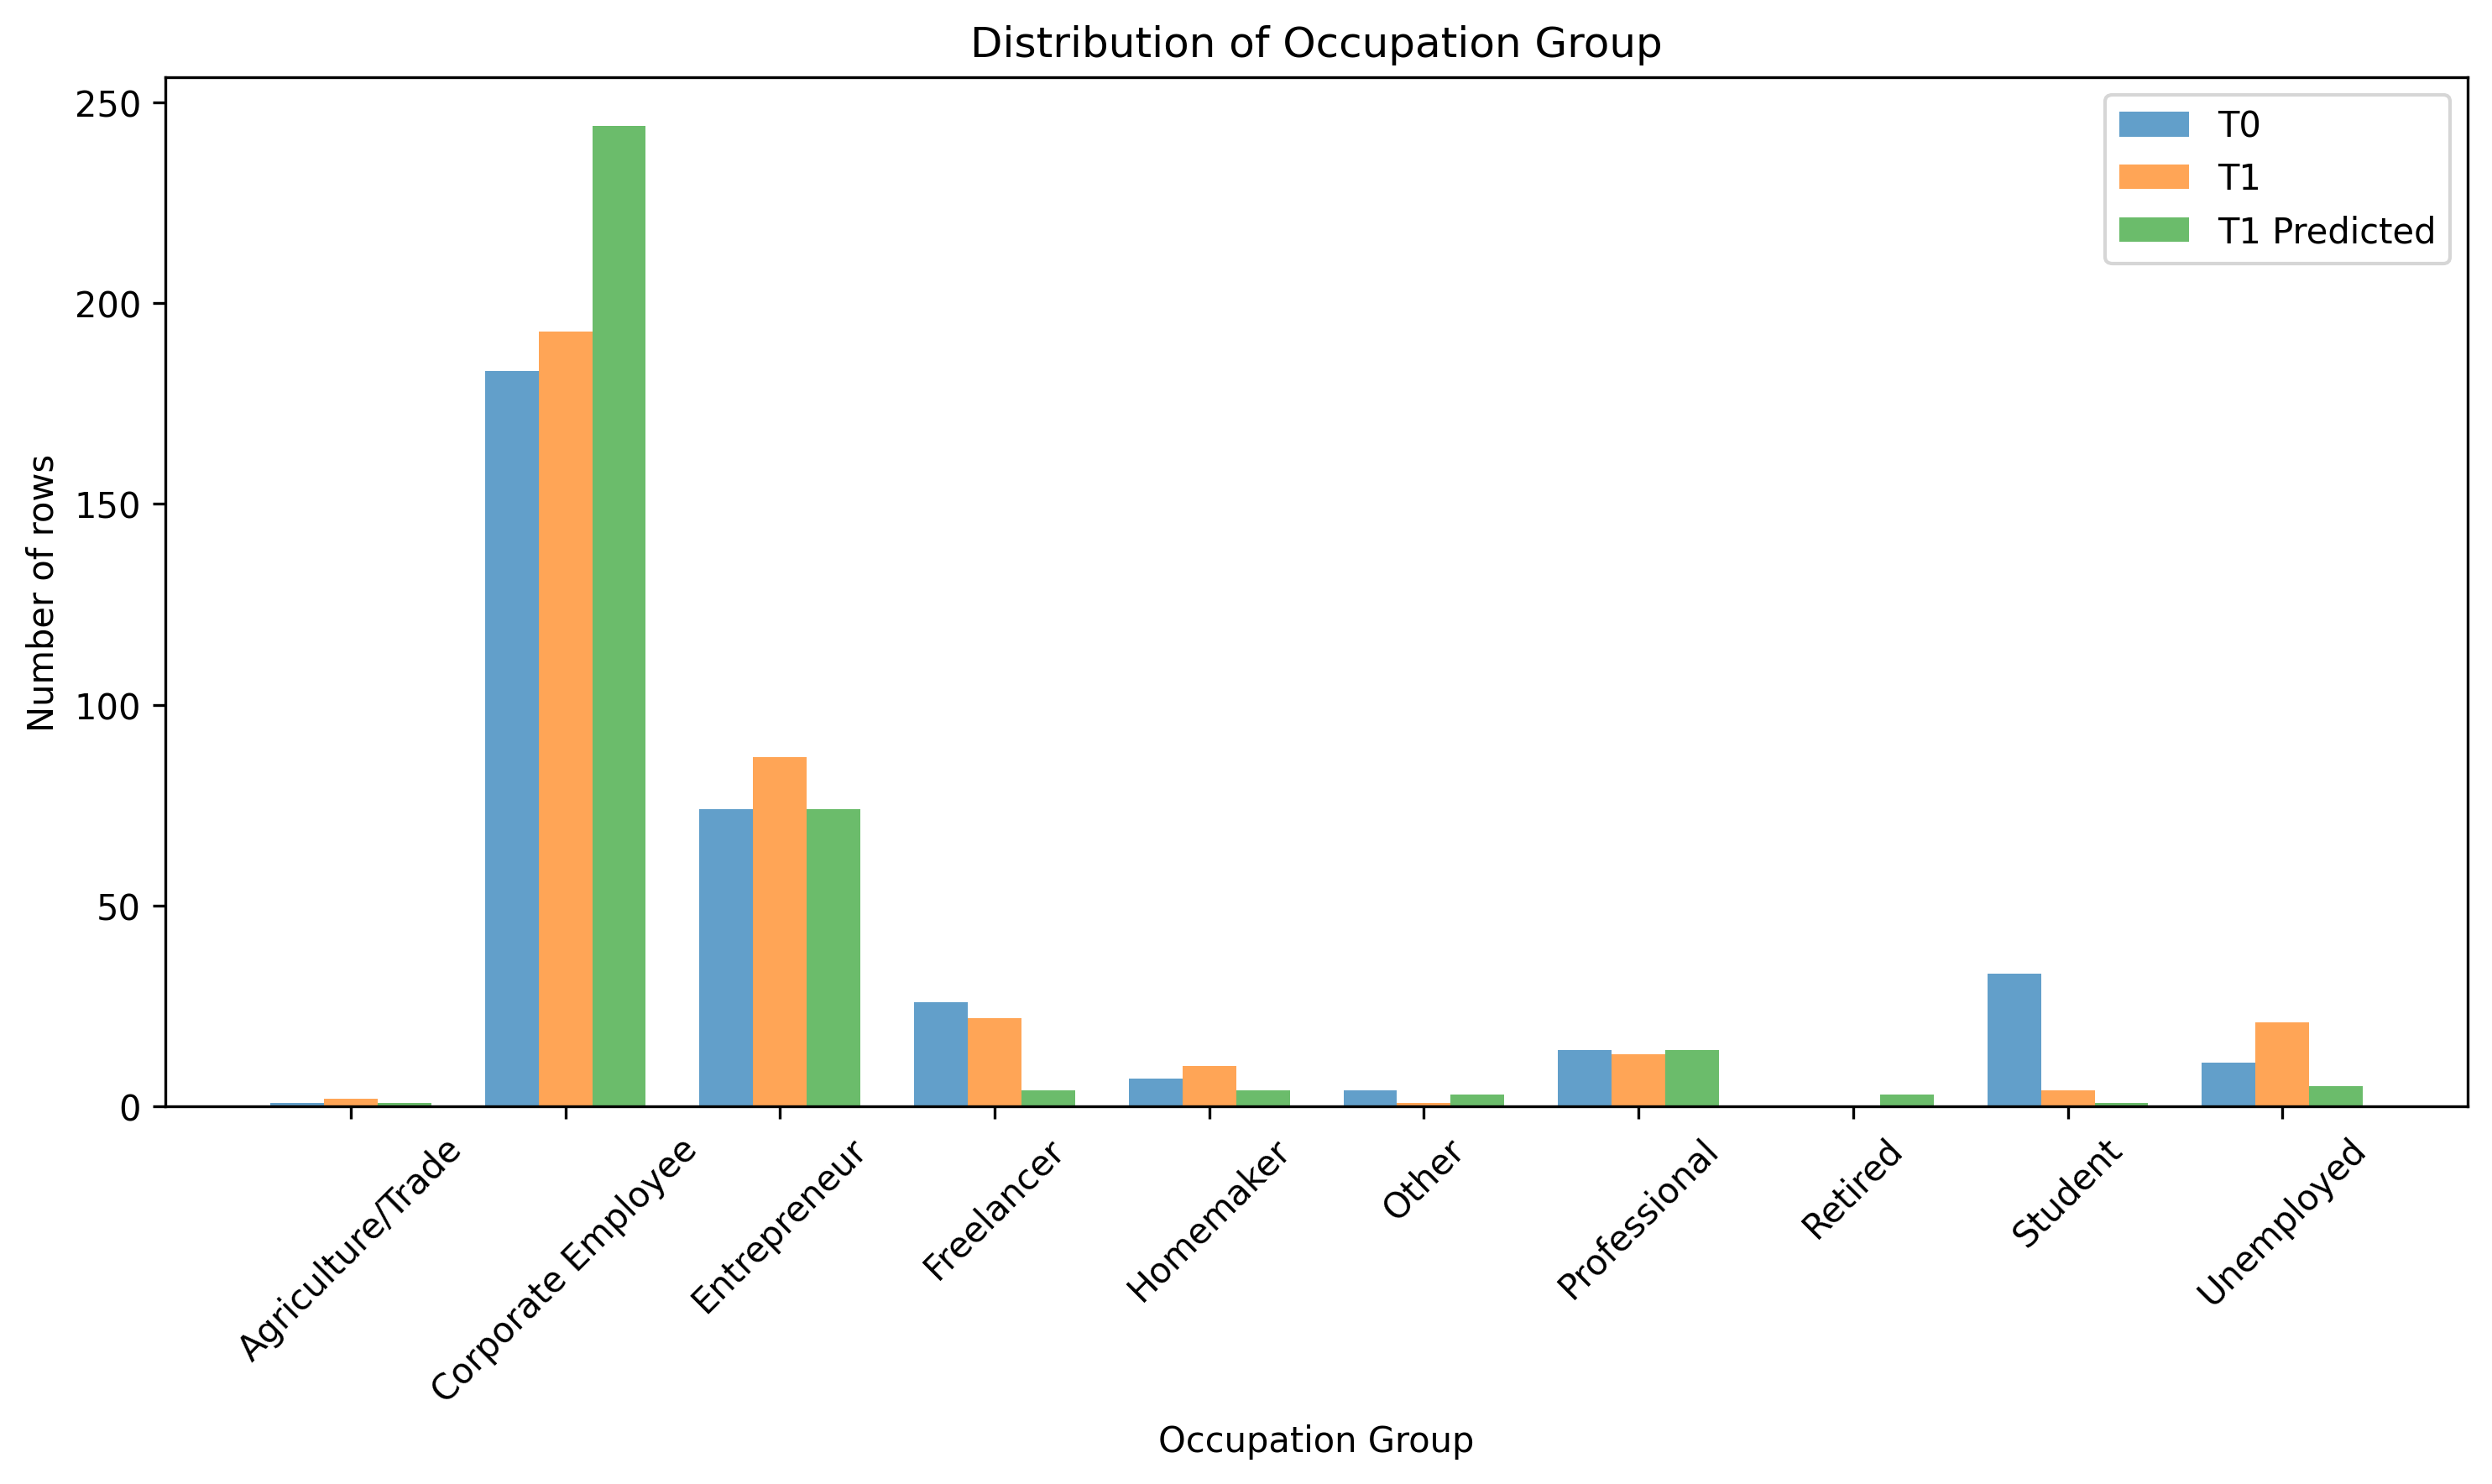 Distribution of Occupation Group
T0
T1
T1 Predicted
Number of rows
250
200
150
100
50
0
Agriculture/Trade
Corporate Employee
Entrepreneur
Freelancer
Homemaker
Other
Professional
Retired
Student
Unemployed
Occupation Group